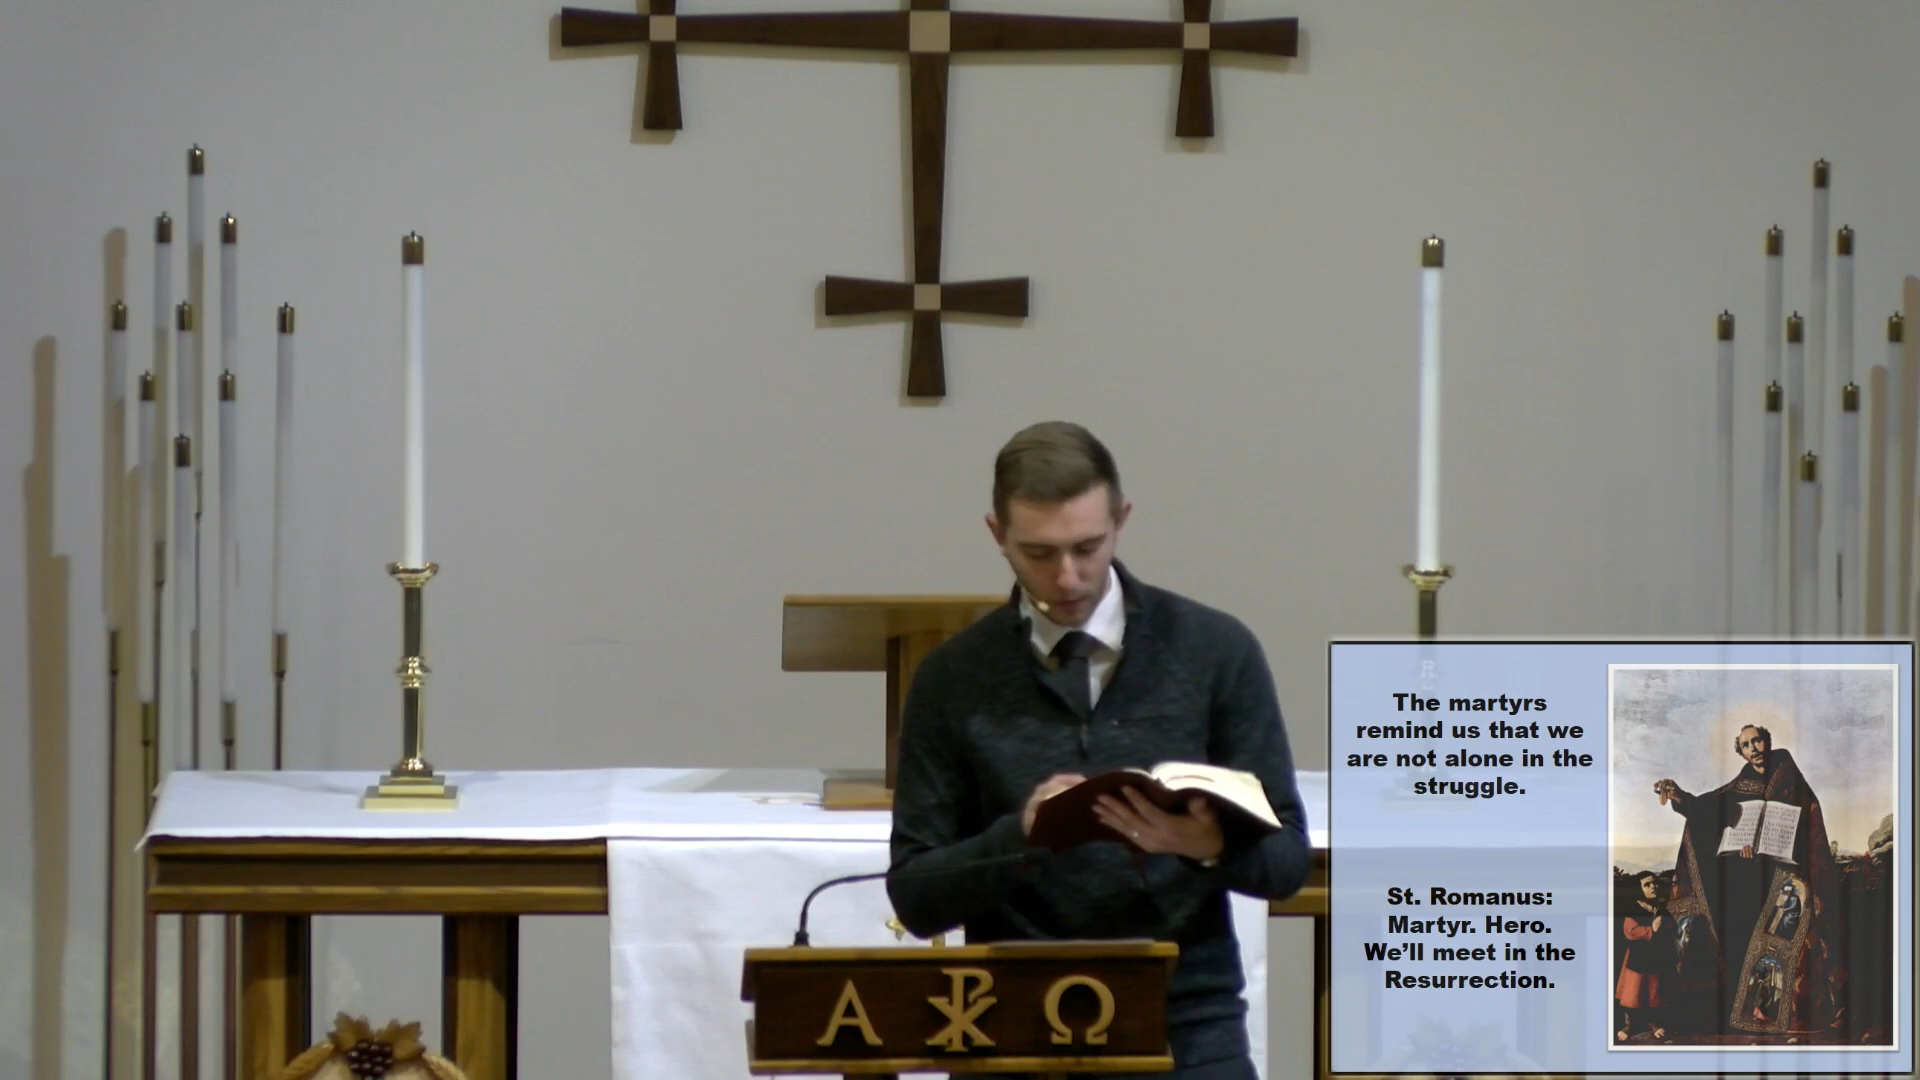 The martyrs
remind us that we
are not alone in the
struggle.
St. Romanus:
Martyr. Hero.
We’ll meet in the
Resurrection.
Α ☧ Ω